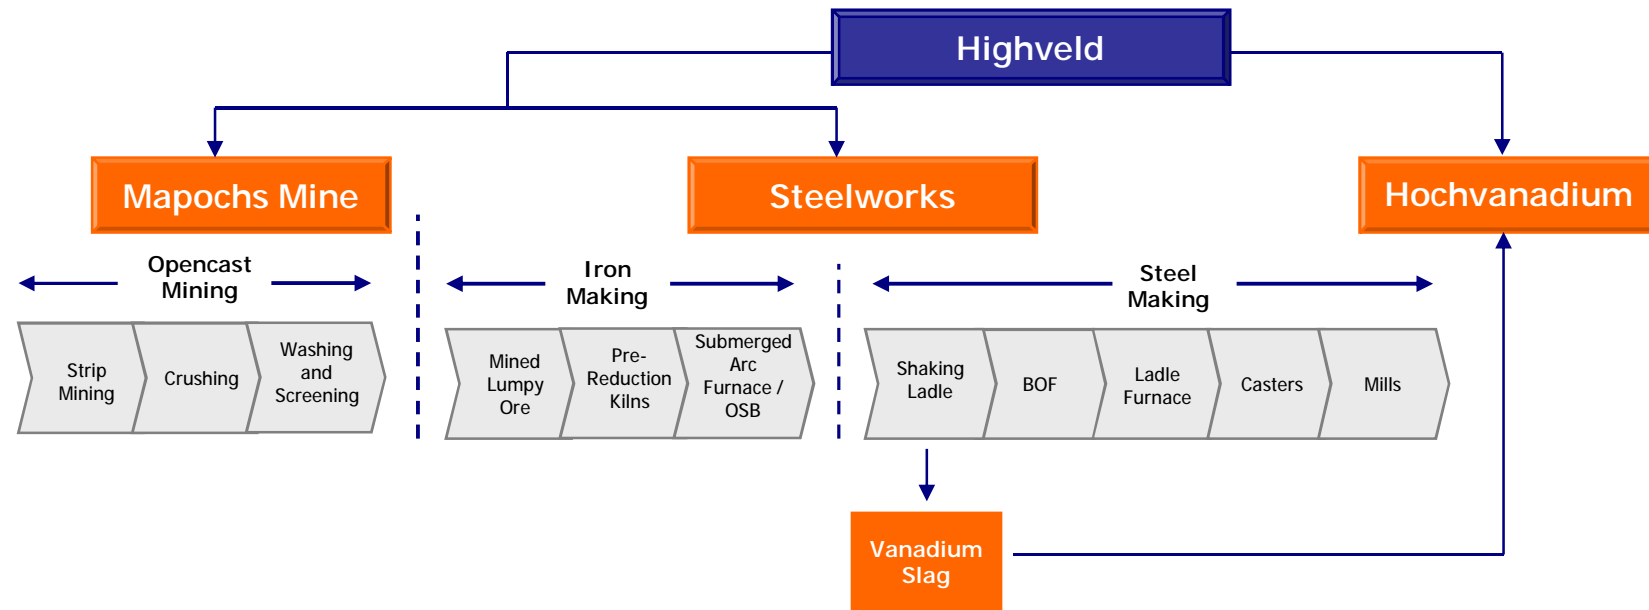 Highveld
Mapochs Mine
Steelworks
Hochvanadium
Opencast
Mining
Iron
Making
Steel
Making
Strip
Mining
Crushing
Washing
and
Screening
Mined
Lumpy
Ore
Pre-
Reduction
Kilns
Submerged
Arc
Furnace /
OSB
Shaking
Ladle
BOF
Ladle
Furnace
Casters
Mills
Vanadium
Slag